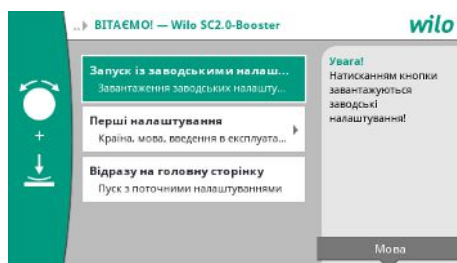 ..▶ ВІТАЄМО! — Wilo SC2.0-Booster
wilo
Запуск із заводськими налаш...
Завантаження заводських налашту...
Перші налаштування
Країна, мова, введення в експлуата...
Відразу на головну сторінку
Пуск з поточними налаштуваннями
Увага!
Натисканням кнопки
завантажуються
заводські
налаштування!
+
Мова